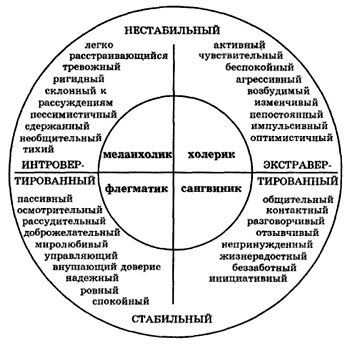 НЕСТАБИЛЬНЫЙ
легко
расстраивающийся
тревожный
ригидный
склонный к
рассуждениям
пессимистичный
сдержанный
необщительный
тихий
активный
чувствительный
беспокойный
агрессивный
возбудимый
изменчивый
непостоянный
импульсивный
оптимистичный
меланхолик
холерик
ИНТРОВЕР-
ЭКСТРАВЕР-
ТИРОВАННЫЙ
ТИРОВАННЫЙ
флегматик
сангвиник
пассивный
осмотрительный
рассудительный
доброжелательный
миролюбивый
управляющий
внушающий доверие
надежный
ровный
спокойный
общительный
контактный
разговорчивый
отзывчивый
непринужденный
жизнерадостный
беззаботный
инициативный
СТАБИЛЬНЫЙ